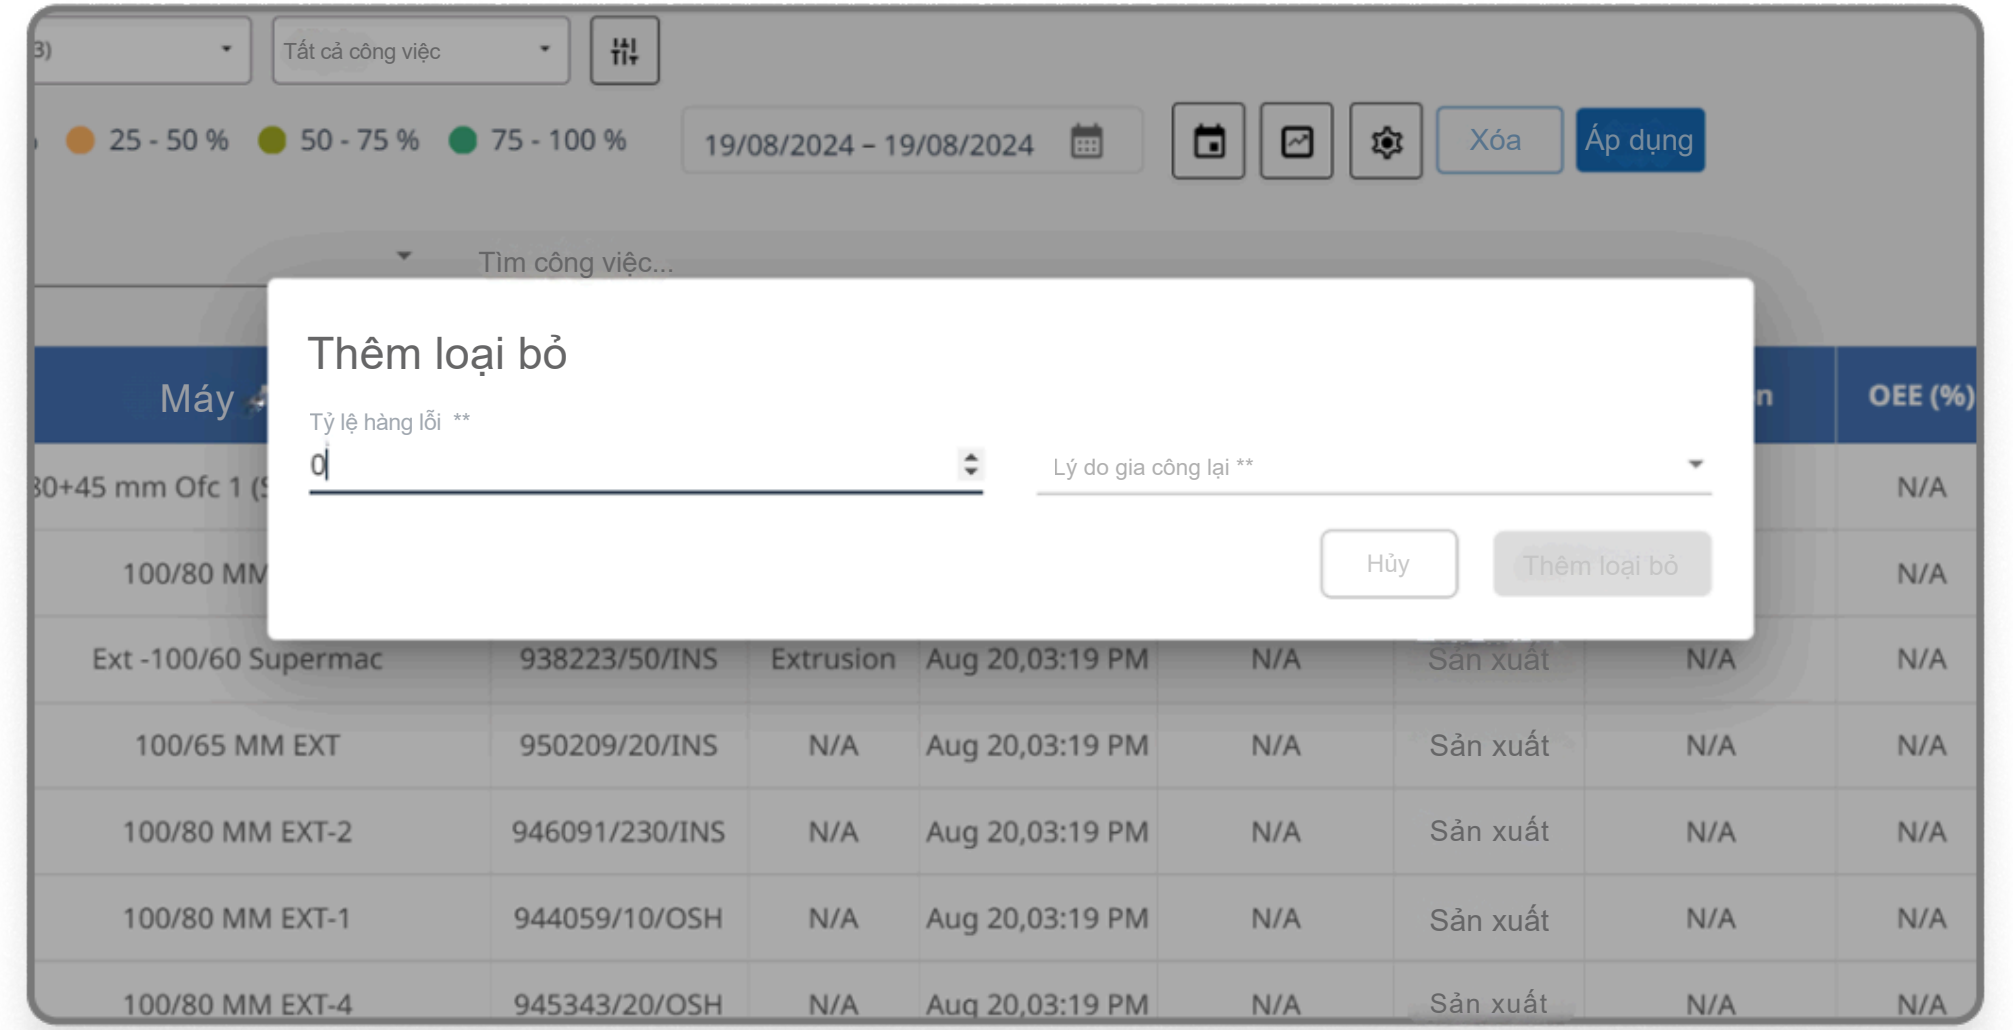 3)
Tất cả công việc
25 - 50 %
50 - 75 %
75 - 100 %
19/08/2024 – 19/08/2024
Xóa
Áp dụng
Tìm công việc...
Thêm loại bỏ
Tỷ lệ hàng lỗi **
0
Lý do gia công lại **
Hủy
Thêm loại bỏ
Máy
n
OEE (%)
80+45 mm Ofc 1 (S
N/A
100/80 MM
N/A
Ext -100/60 Supermac 938223/50/INS Extrusion Aug 20,03:19 PM N/A Sản xuất N/A N/A
100/65 MM EXT 950209/20/INS N/A Aug 20,03:19 PM N/A Sản xuất N/A N/A
100/80 MM EXT-2 946091/230/INS N/A Aug 20,03:19 PM N/A Sản xuất N/A N/A
100/80 MM EXT-1 944059/10/OSH N/A Aug 20,03:19 PM N/A Sản xuất N/A N/A
100/80 MM EXT-4 945343/20/OSH N/A Aug 20,03:19 PM N/A Sản xuất N/A N/A